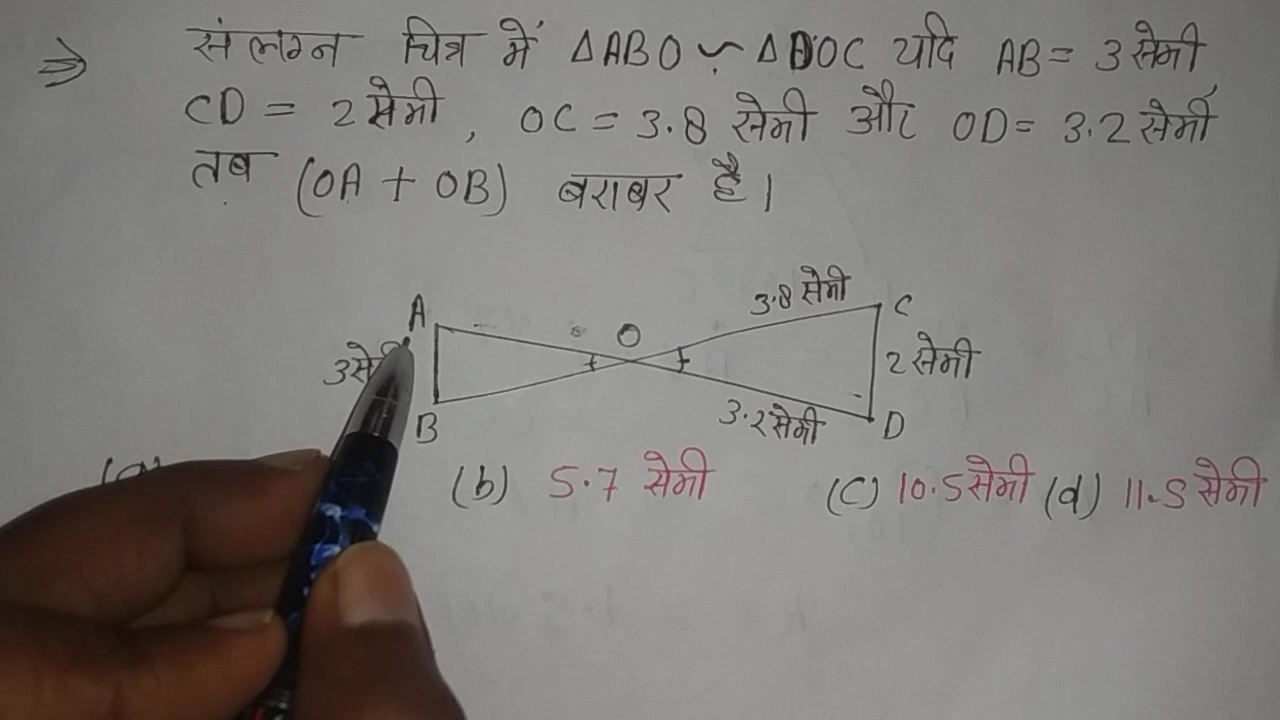 ⇒ संलग्न चित्र में ΔABO ~ ΔDOC यदि AB = 3 सेमी
CD = 2 सेमी, OC = 3.8 सेमी और OD = 3.2 सेमी
तब (OA + OB) बराबर है।
3.8 सेमी
A O C
2 सेमी
3.2 सेमी
B D
(b) 5.7 सेमी (c) 10.5 सेमी (d) 11.5 सेमी